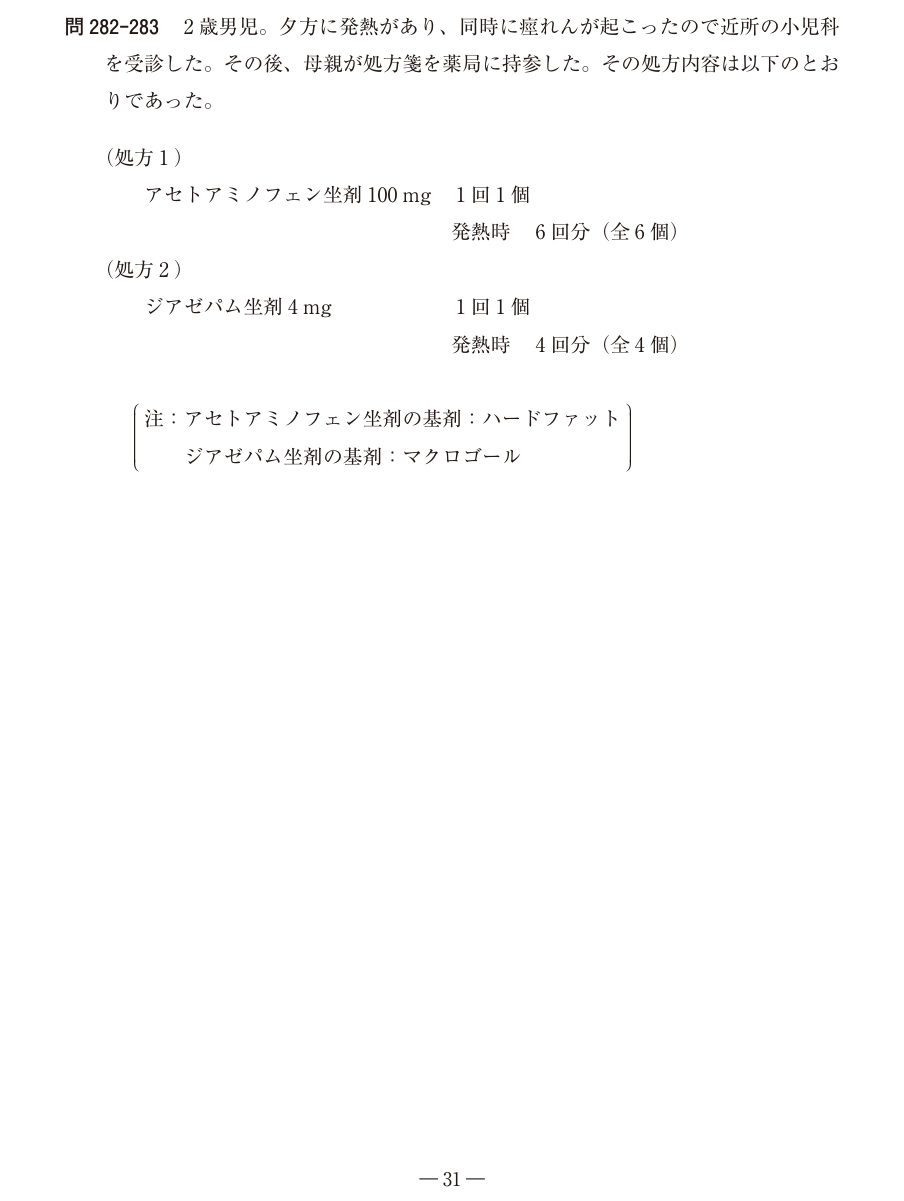 問 282-283　２歳男児。夕方に発熱があり、同時に痙れんが起こったので近所の小児科
を受診した。その後、母親が処方箋を薬局に持参した。その処方内容は以下のとお
りであった。
（処方１）
アセトアミノフェン坐剤 100 mg　１回１個
発熱時　６回分（全６個）
（処方２）
ジアゼパム坐剤 4 mg　１回１個
発熱時　４回分（全４個）
注：アセトアミノフェン坐剤の基剤：ハードファット
ジアゼパム坐剤の基剤：マクロゴール
― 31 ―